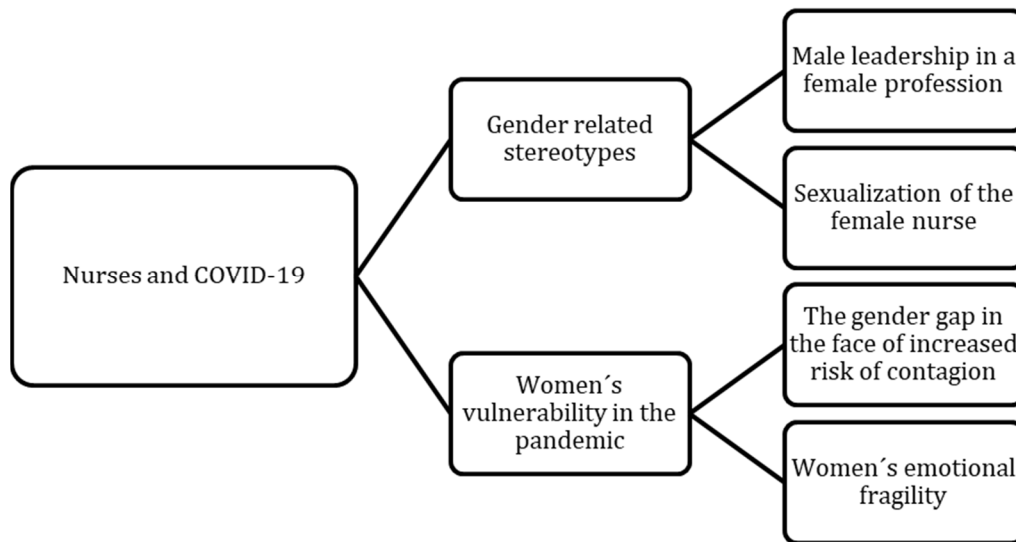 Nurses and COVID-19
Gender related
stereotypes
Women´s
vulnerability in the
pandemic
Male leadership in a
female profession
Sexualization of the
female nurse
The gender gap in
the face of increased
risk of contagion
Women´s emotional
fragility